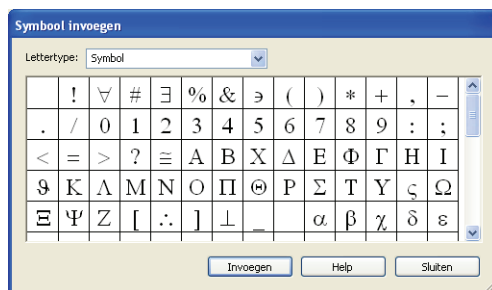 Symbool invoegen
Lettertype: Symbol
! ∀ # ∃ % & ϶ ( ) * + , −
. / 0 1 2 3 4 5 6 7 8 9 : ;
< = > ? ≅ Α Β Χ Δ Ε Φ Γ Η Ι
ϑ Κ Λ Μ Ν Ο Π Θ Ρ Σ Τ Υ ς Ω
Ξ Ψ Ζ [ ∴ ] ⊥ _ α β χ δ ε
Invoegen Help Sluiten